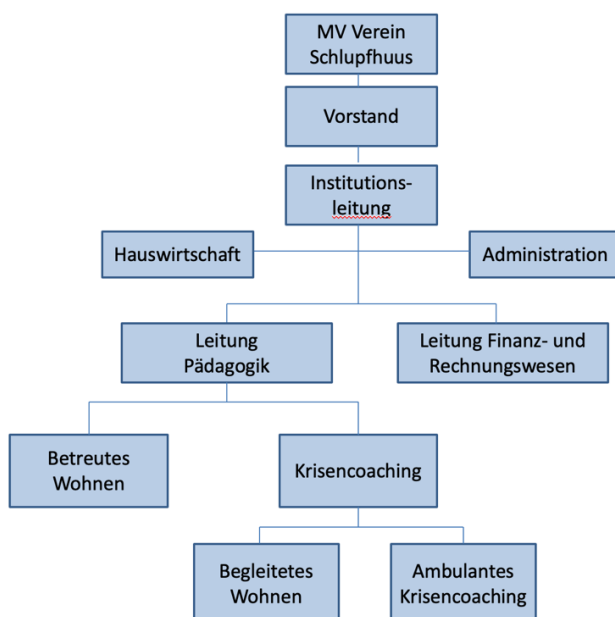 MV Verein
Schlupfhuus
Vorstand
Institutions-
leitung
Hauswirtschaft
Administration
Leitung
Pädagogik
Leitung Finanz- und
Rechnungswesen
Betreutes
Wohnen
Krisencoaching
Begleitetes
Wohnen
Ambulantes
Krisencoaching